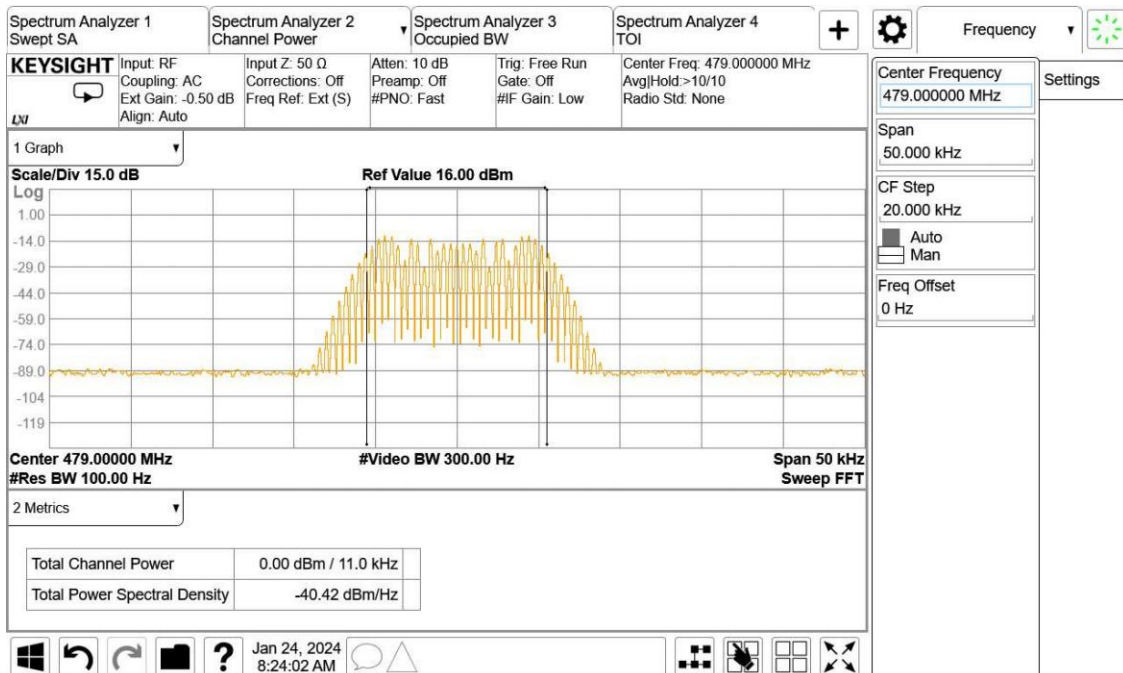 Spectrum Analyzer 1
Swept SA
Spectrum Analyzer 2
Channel Power
Spectrum Analyzer 3
Occupied BW
Spectrum Analyzer 4
TOI
+
Frequency
KEYSIGHT
LXI
Input: RF
Coupling: AC
Ext Gain: -0.50 dB
Align: Auto
Input Z: 50 Ω
Corrections: Off
Freq Ref: Ext (S)
Atten: 10 dB
Preamp: Off
#PNO: Fast
Trig: Free Run
Gate: Off
#IF Gain: Low
Center Freq: 479.000000 MHz
Avg|Hold:>10/10
Radio Std: None
Center Frequency
479.000000 MHz
Settings
Span
50.000 kHz
CF Step
20.000 kHz
Auto
Man
Freq Offset
0 Hz
1 Graph
Scale/Div 15.0 dB
Ref Value 16.00 dBm
Log
1.00
-14.0
-29.0
-44.0
-59.0
-74.0
-89.0
-104
-119
Center 479.00000 MHz
#Video BW 300.00 Hz
Span 50 kHz
#Res BW 100.00 Hz
Sweep FFT
2 Metrics
Total Channel Power 0.00 dBm / 11.0 kHz
Total Power Spectral Density -40.42 dBm/Hz
?
Jan 24, 2024
8:24:02 AM